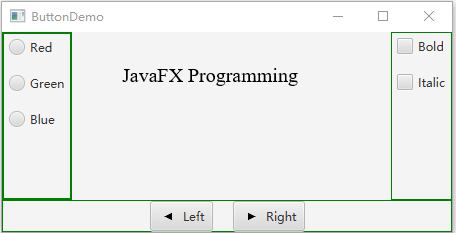 ButtonDemo
Red
Green
Blue
JavaFX Programming
Bold
Italic
Left
Right